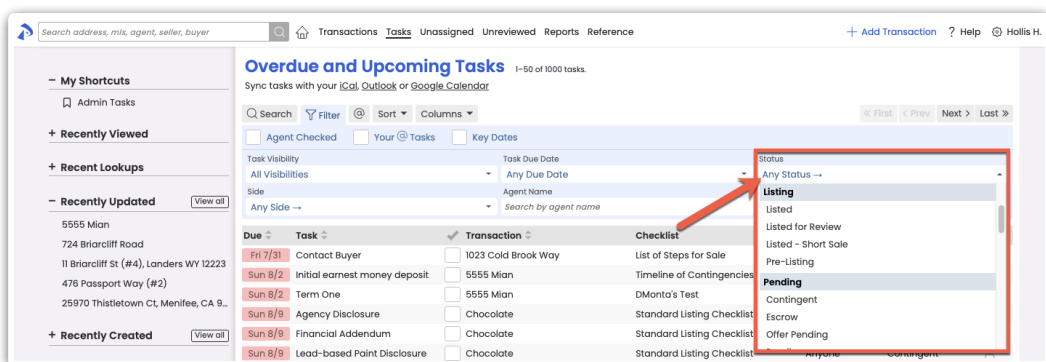 Search address, mls, agent, seller, buyer
Transactions Tasks Unassigned Unreviewed Reports Reference
+ Add Transaction ? Help Hollis H.
− My Shortcuts
Admin Tasks
+ Recently Viewed
+ Recent Lookups
− Recently Updated View all
5555 Mian
724 Briarcliff Road
11 Briarcliff St (#4), Landers WY 12223
476 Passport Way (#2)
25970 Thistletown Ct, Menifee, CA 9...
+ Recently Created View all
Overdue and Upcoming Tasks 1-50 of 1000 tasks.
Sync tasks with your iCal, Outlook or Google Calendar
Search Filter @ Sort Columns
« First < Prev Next > Last »
Agent Checked Your @ Tasks Key Dates
Task Visibility Task Due Date Status
All Visibilities Any Due Date Any Status →
Side Agent Name
Any Side → Search by agent name
Listing
Listed
Listed for Review
Listed - Short Sale
Pre-Listing
Pending
Contingent
Escrow
Offer Pending
Due Task ✓ Transaction Checklist
Fri 7/31 Contact Buyer 1023 Cold Brook Way List of Steps for Sale
Sun 8/2 Initial earnest money deposit 5555 Mian Timeline of Contingencies
Sun 8/2 Term One 5555 Mian DMonta's Test
Sun 8/9 Agency Disclosure Chocolate Standard Listing Checklist
Sun 8/9 Financial Addendum Chocolate Standard Listing Checklist
Sun 8/9 Lead-based Paint Disclosure Chocolate Standard Listing Checklist Anyone Contingent